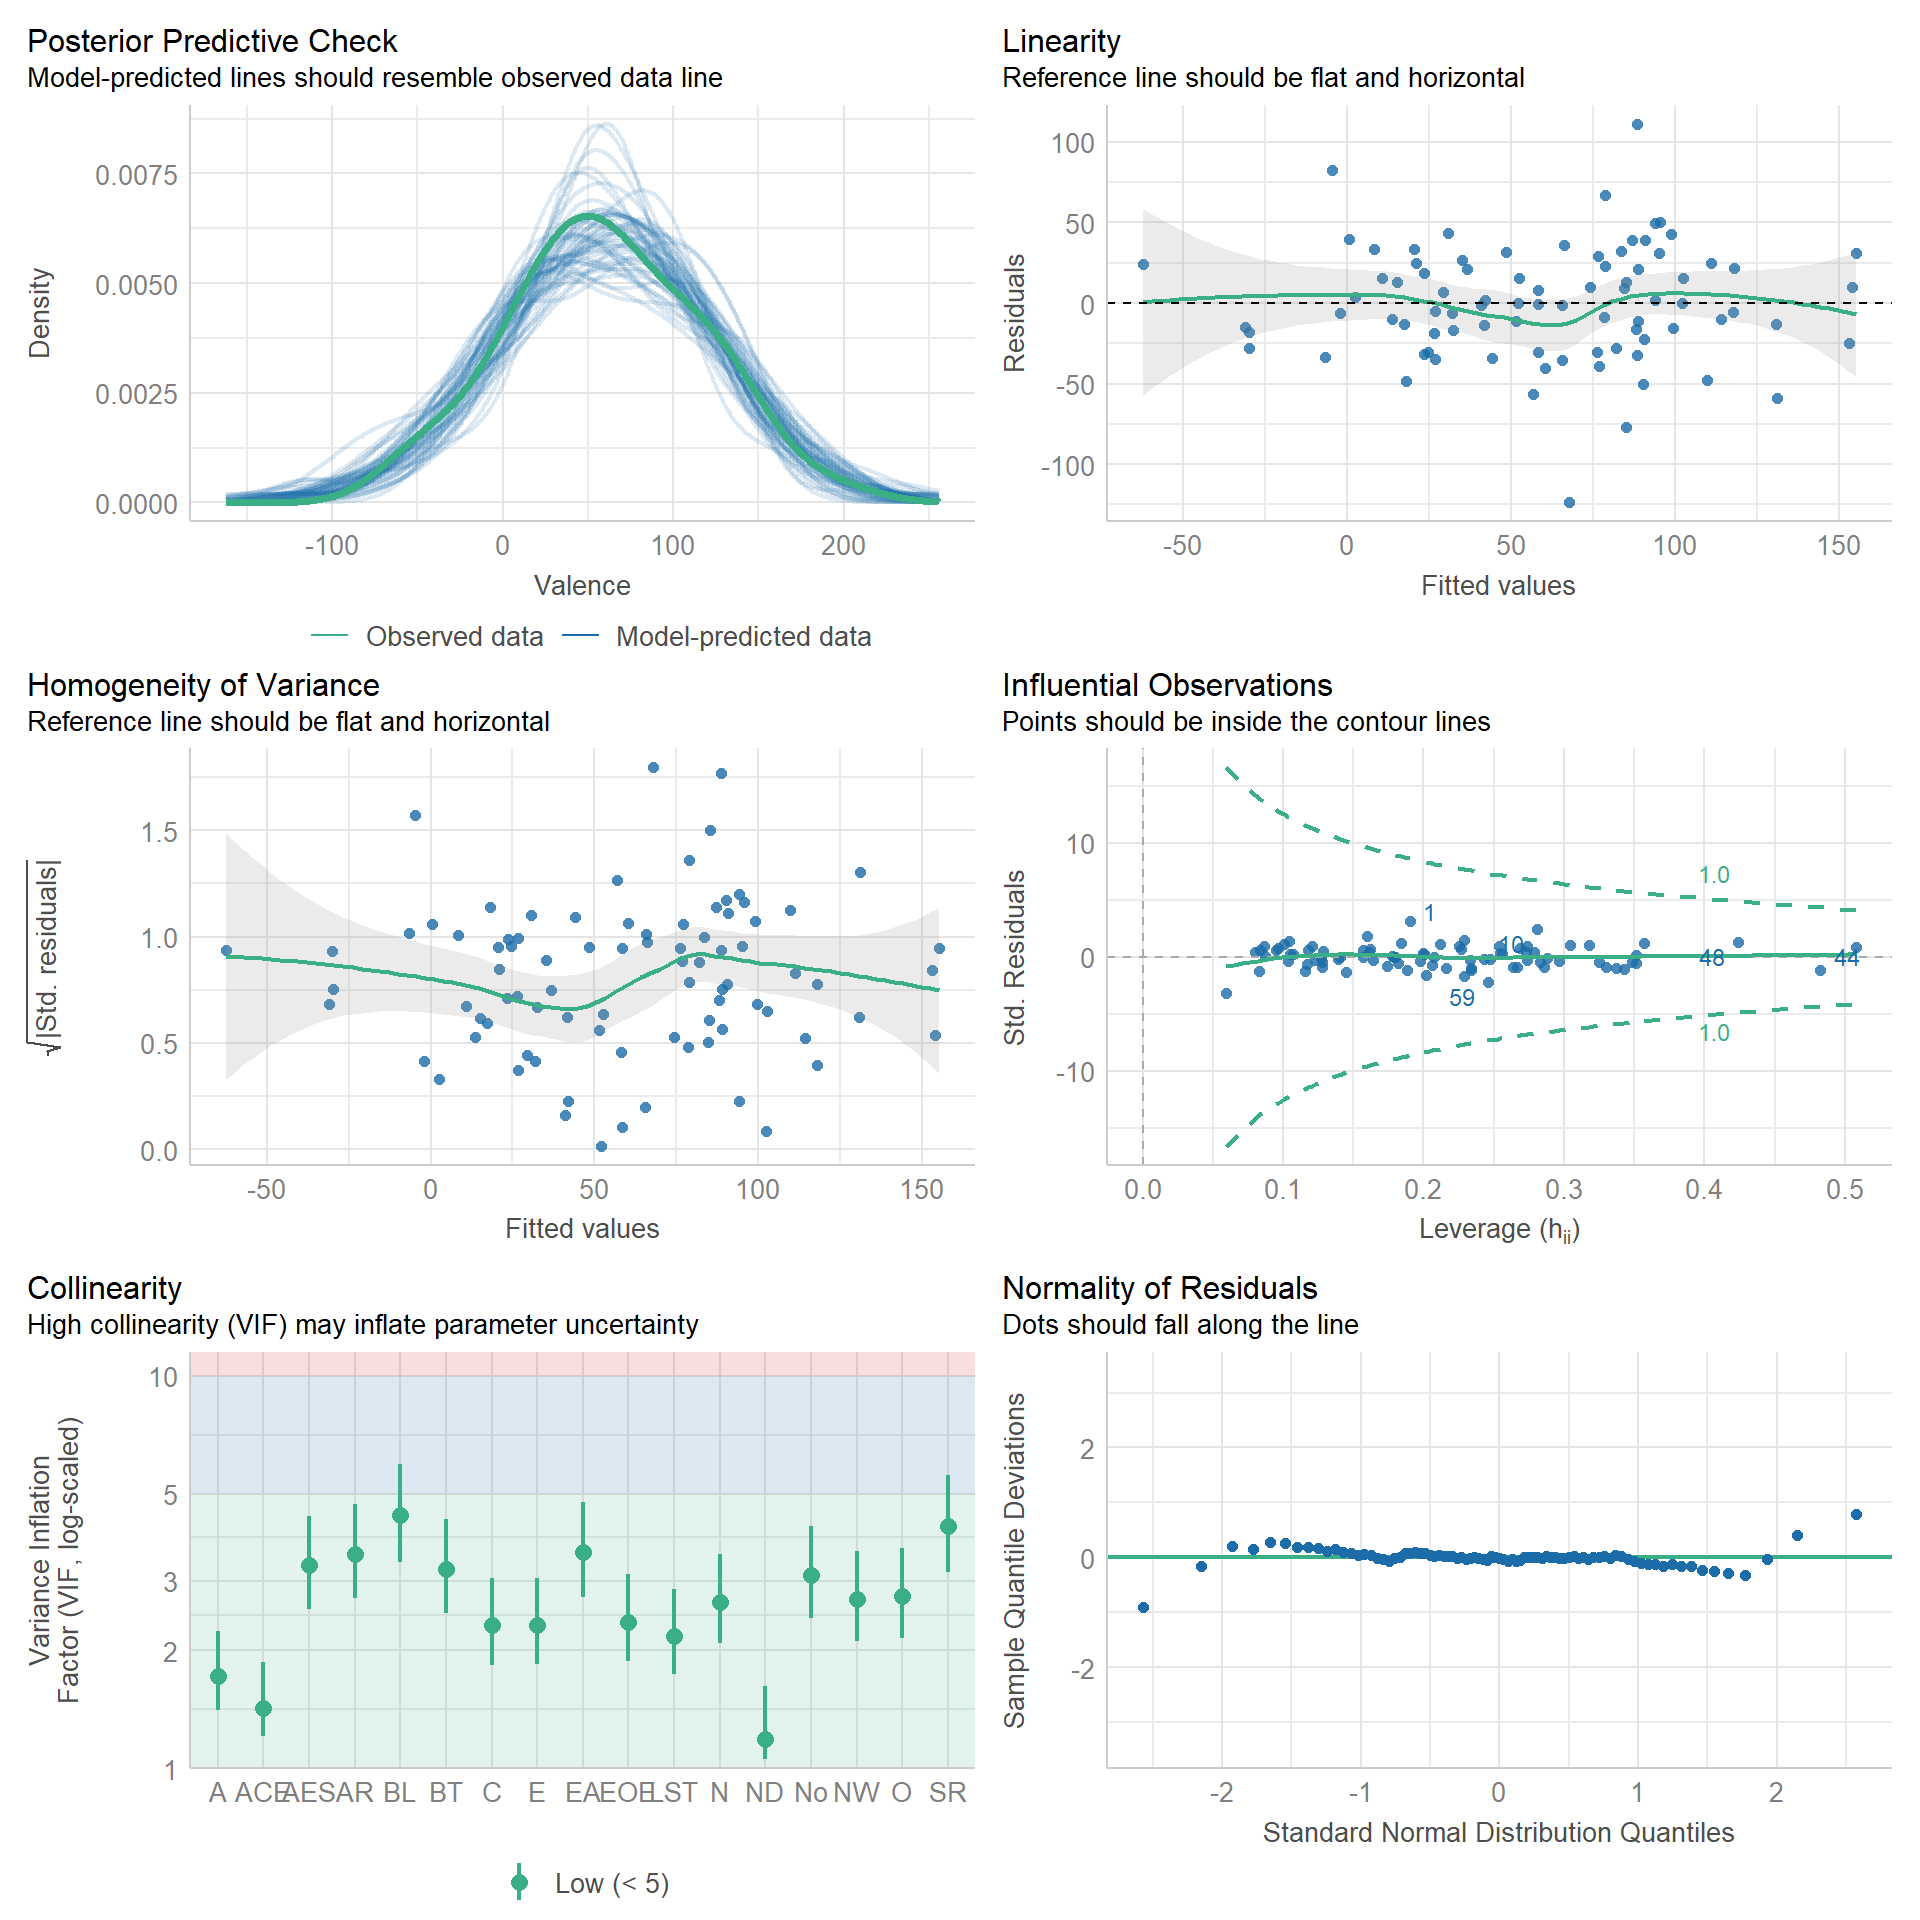 Posterior Predictive Check
Model-predicted lines should resemble observed data line
0.0075
0.0050
0.0025
0.0000
Density
-100 0 100 200
Valence
Observed data Model-predicted data
Linearity
Reference line should be flat and horizontal
100
50
0
-50
-100
Residuals
-50 0 50 100 150
Fitted values
Homogeneity of Variance
Reference line should be flat and horizontal
1.5
1.0
0.5
0.0
√|Std. residuals|
-50 0 50 100 150
Fitted values
Influential Observations
Points should be inside the contour lines
10
0
-10
Std. Residuals
1.0
1
10
48
44
59
1.0
0.0 0.1 0.2 0.3 0.4 0.5
Leverage (hii)
Collinearity
High collinearity (VIF) may inflate parameter uncertainty
10
5
3
2
1
Variance Inflation
Factor (VIF, log-scaled)
A ACE AES AR BL BT C E EA EOE LST N ND No NW O SR
Low (< 5)
Normality of Residuals
Dots should fall along the line
2
0
-2
Sample Quantile Deviations
-2 -1 0 1 2
Standard Normal Distribution Quantiles